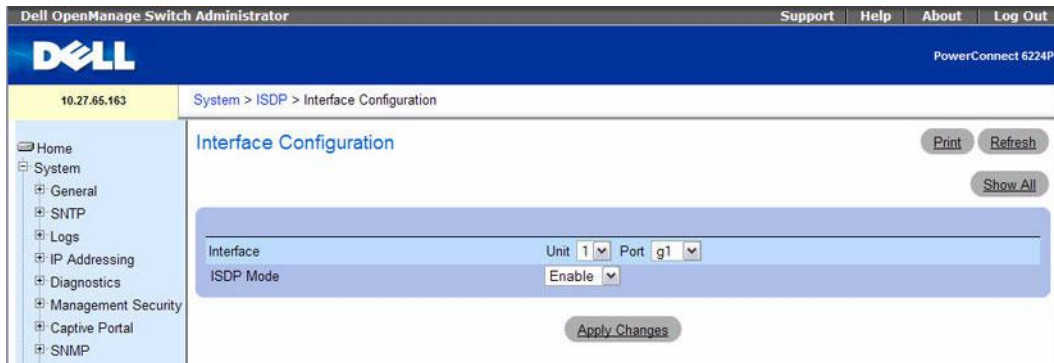 Dell OpenManage Switch Administrator
Support Help About Log Out
DELL
PowerConnect 6224P
10.27.65.163
System > ISDP > Interface Configuration
Home
System
General
SNTP
Logs
IP Addressing
Diagnostics
Management Security
Captive Portal
SNMP
Interface Configuration
Print Refresh
Show All
Interface Unit 1 Port g1
ISDP Mode Enable
Apply Changes